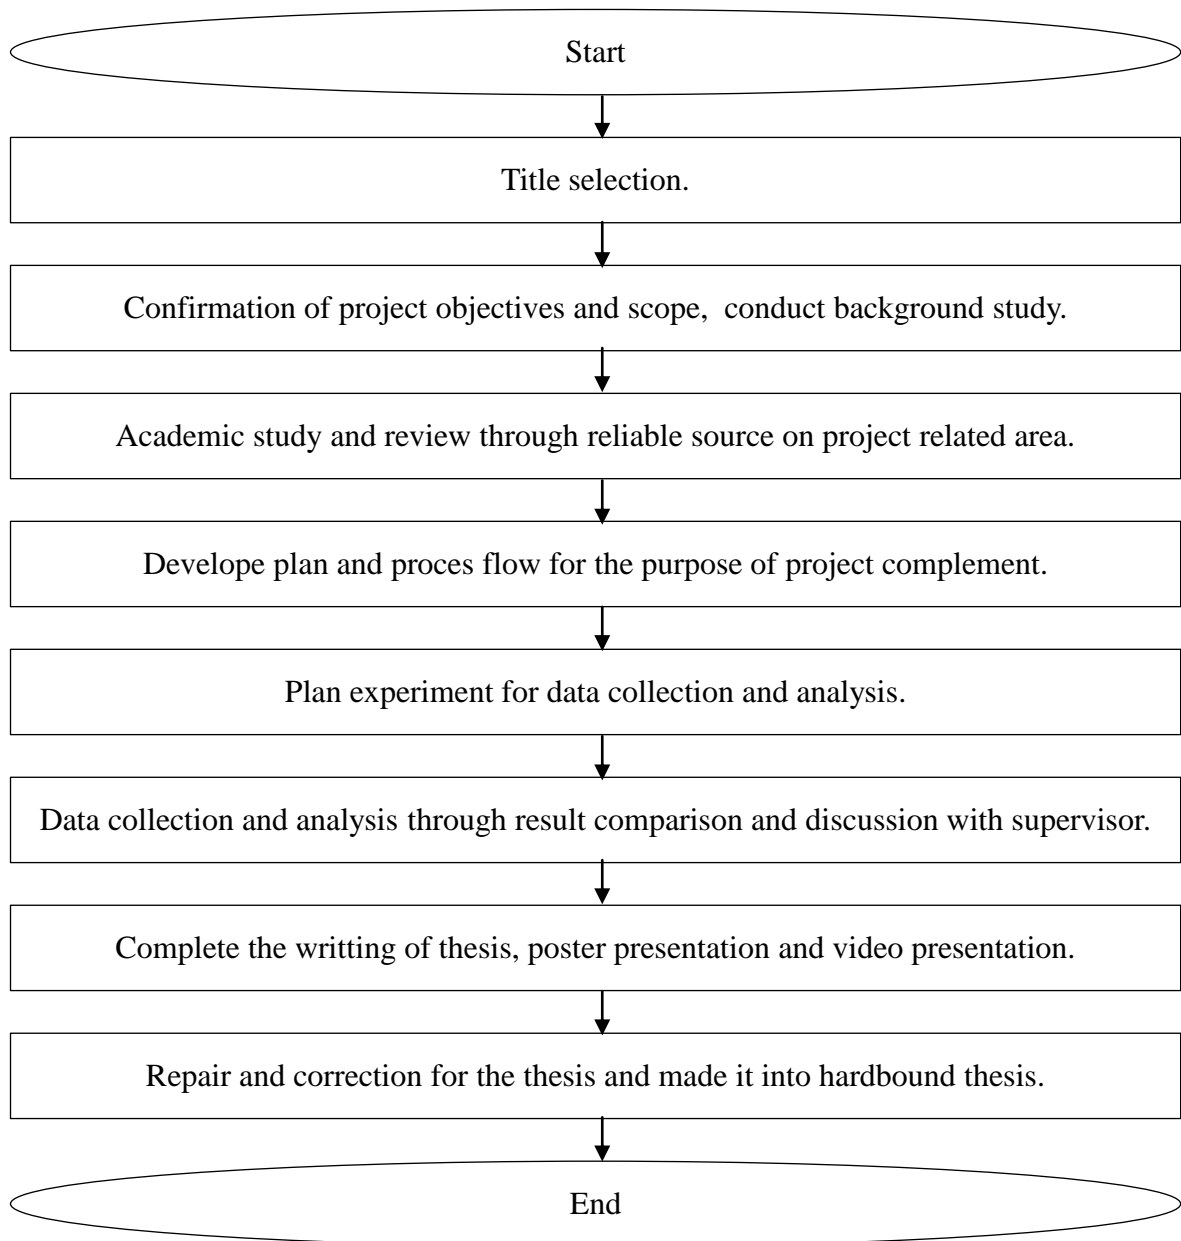 Start
Title selection.
Confirmation of project objectives and scope,  conduct background study.
Academic study and review through reliable source on project related area.
Develope plan and proces flow for the purpose of project complement.
Plan experiment for data collection and analysis.
Data collection and analysis through result comparison and discussion with supervisor.
Complete the writting of thesis, poster presentation and video presentation.
Repair and correction for the thesis and made it into hardbound thesis.
End